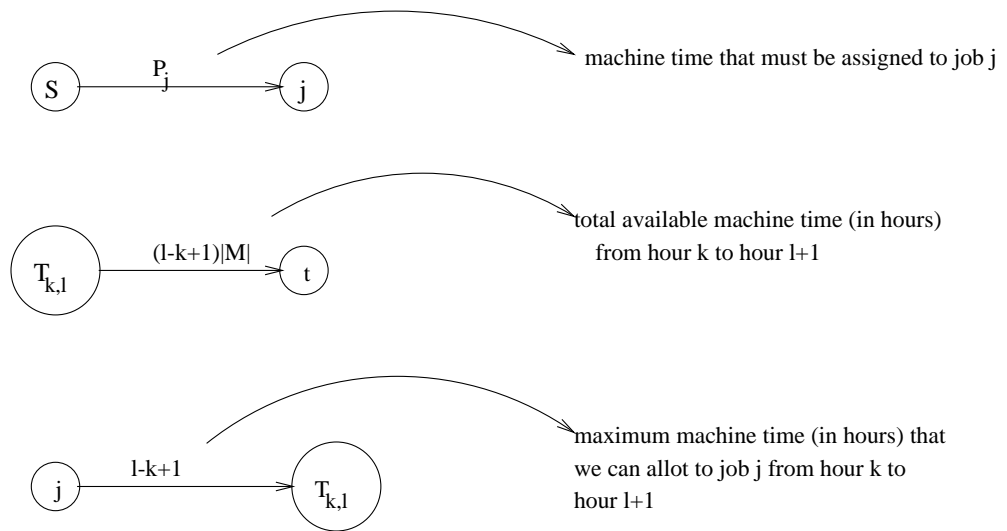 P_j
S
j
machine time that must be assigned to job j
(l-k+1)|M|
T_k,l
t
total available machine time (in hours)
from hour k to hour l+1
l-k+1
j
T_k,l
maximum machine time (in hours) that
we can allot to job j from hour k to
hour l+1